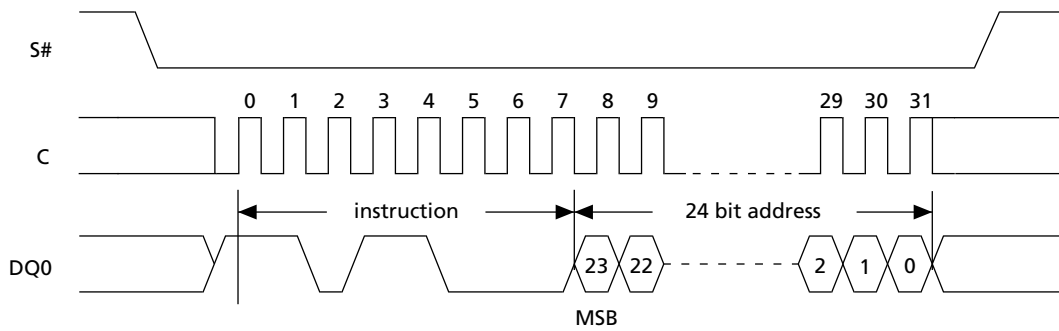 S#
0 1 2 3 4 5 6 7 8 9 29 30 31
C
instruction 24 bit address
DQ0 23 22 2 1 0
MSB